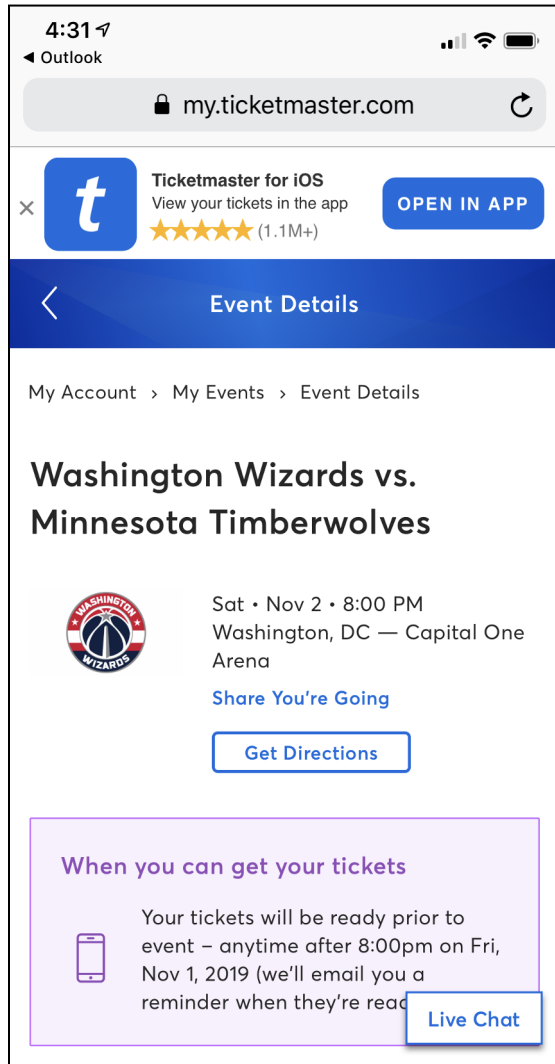 4:31
◀ Outlook
my.ticketmaster.com
t
Ticketmaster for iOS
View your tickets in the app
OPEN IN APP
(1.1M+)
Event Details
My Account › My Events › Event Details
Washington Wizards vs.
Minnesota Timberwolves
WASHINGTON
WIZARDS
Sat • Nov 2 • 8:00 PM
Washington, DC — Capital One
Arena
Share You're Going
Get Directions
When you can get your tickets
Your tickets will be ready prior to
event – anytime after 8:00pm on Fri,
Nov 1, 2019 (we'll email you a
reminder when they're
Live Chat